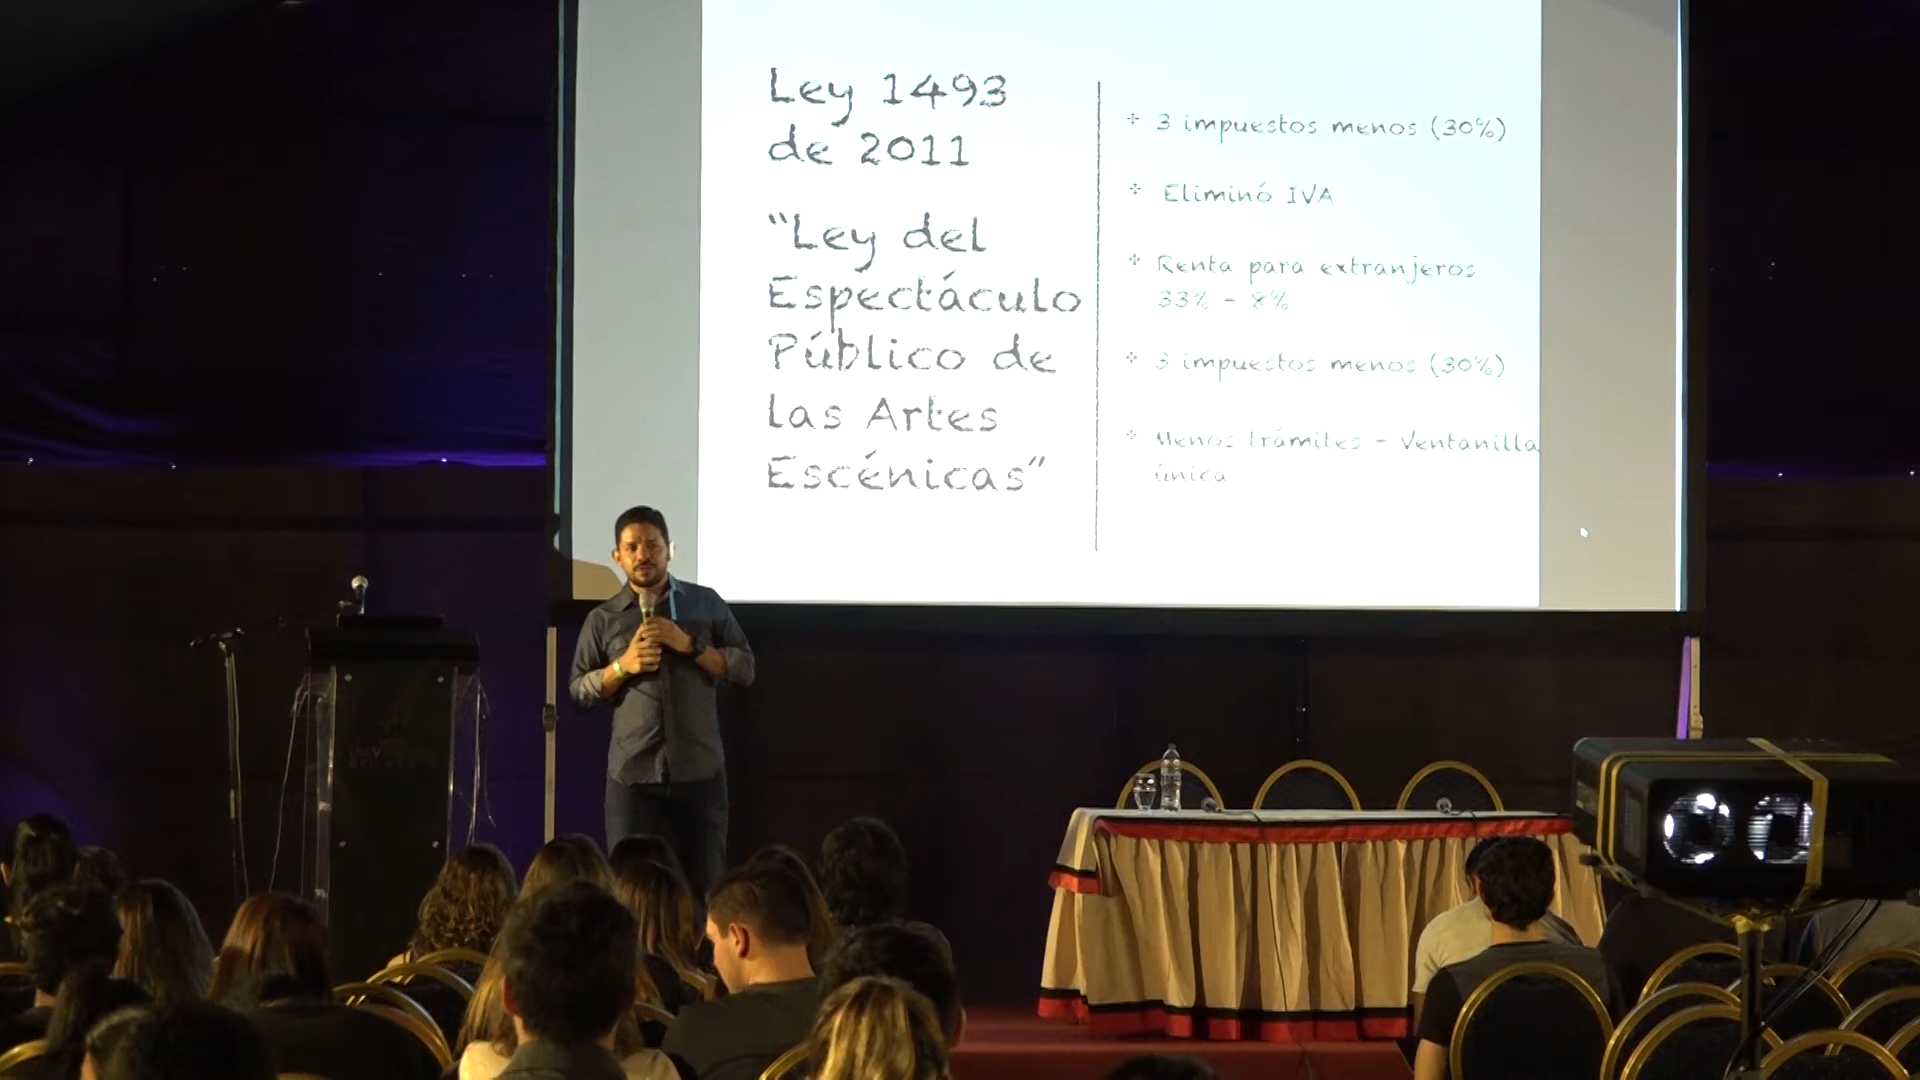 Ley 1493
de 2011
“Ley del
Espectáculo
Público de
las Artes
Escénicas”
✣ 3 impuestos menos (30%)
✣ Eliminó IVA
✣ Renta para extranjeros
33% - 8%
✣ 3 impuestos menos (30%)
✣ Menos trámites - Ventanilla
única